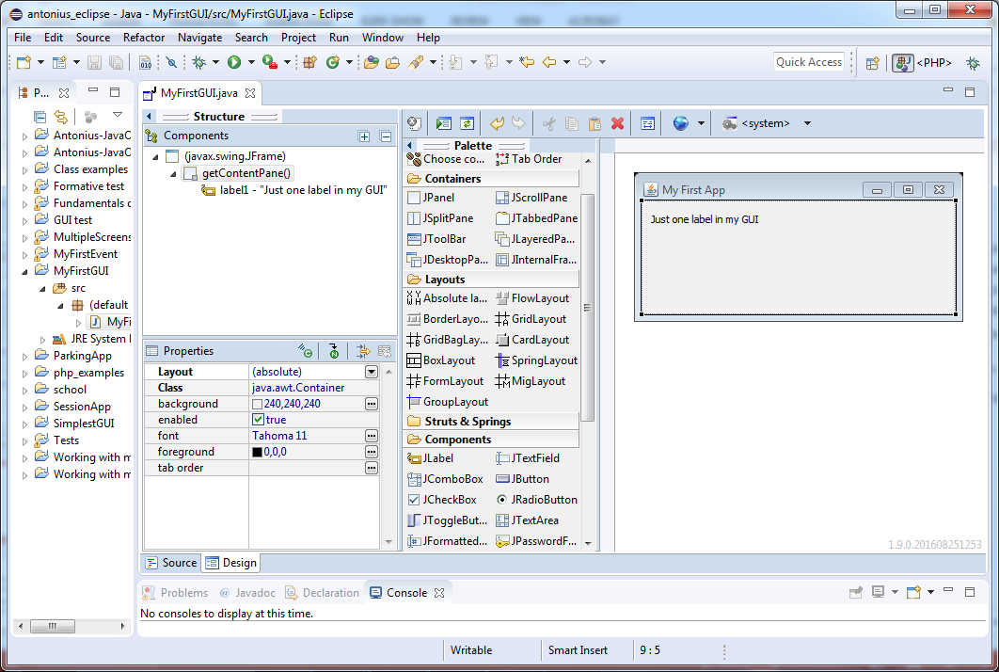 antonius_eclipse - Java - MyFirstGUI/src/MyFirstGUI.java - Eclipse
File Edit Source Refactor Navigate Search Project Run Window Help
Quick Access
<PHP>
P...
Antonius-JavaC
Antonius-JavaC
Class examples
Formative test
Fundamentals c
GUI test
MultipleScreens
MyFirstEvent
MyFirstGUI
src
(default
MyFi
JRE System l
ParkingApp
php_examples
school
SessionApp
SimplestGUI
Tests
Working with m
Working with m
MyFirstGUI.java
Structure
Components
(javax.swing.JFrame)
getContentPane()
label1 - "Just one label in my GUI"
Properties
Layout (absolute)
Class java.awt.Container
background 240,240,240
enabled true
font Tahoma 11
foreground 0,0,0
tab order
<system>
Palette
Choose co... Tab Order
Containers
JPanel JScrollPane
JSplitPane JTabbedPane
JToolBar JLayeredPa...
JDesktopPa... JInternalFra...
Layouts
Absolute la... FlowLayout
BorderLayo... GridLayout
GridBagLay... CardLayout
BoxLayout SpringLayout
FormLayout MigLayout
GroupLayout
Struts & Springs
Components
JLabel JTextField
JComboBox JButton
JCheckBox JRadioButton
JToggleBut... JTextArea
JFormatted... JPasswordF...
My First App
Just one label in my GUI
1.9.0.201608251253
Source Design
Problems @ Javadoc Declaration Console
No consoles to display at this time.
Writable Smart Insert 9 : 5